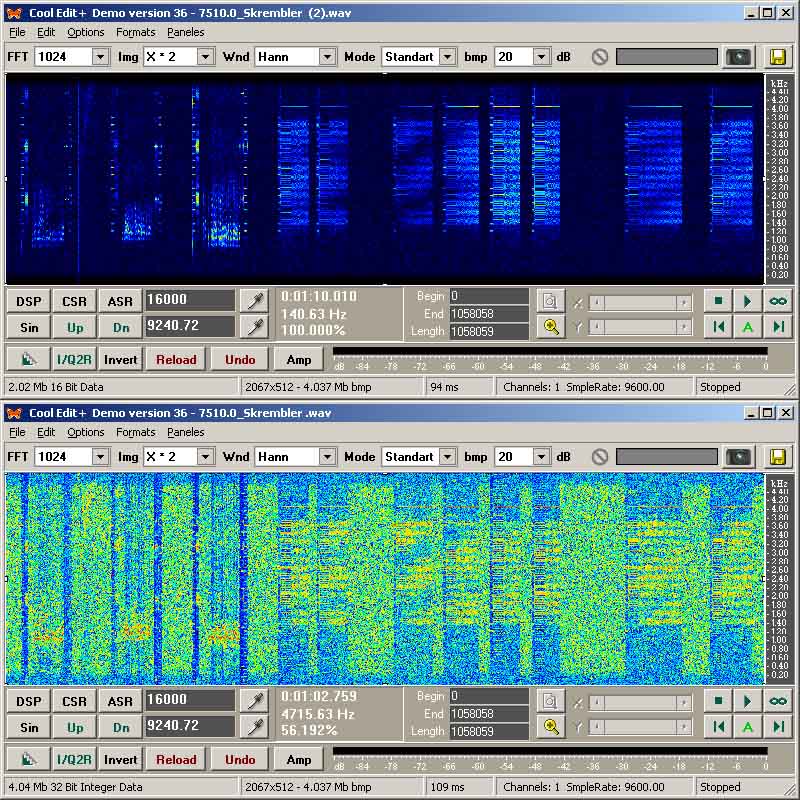 Cool Edit+ Demo version 36 - 7510.0_Skrembler (2).wav
File Edit Options Formats Paneles
FFT 1024 Img X * 2 Wnd Hann Mode Standart bmp 20 dB
kHz
4.40
4.20
4.00
3.80
3.60
3.40
3.20
3.00
2.80
2.60
2.40
2.20
2.00
1.80
1.60
1.40
1.20
1.00
0.80
0.60
0.40
0.20
DSP CSR ASR 16000 0:01:10.010 Begin 0 X
140.63 Hz End 1058058
Sin Up Dn 9240.72 100.000% Length 1058059 Y A
I/Q2R Invert Reload Undo Amp dB -84 -78 -72 -66 -60 -54 -48 -42 -36 -30 -24 -18 -12 -6 0
2.02 Mb 16 Bit Data 2067x512 - 4.037 Mb bmp 94 ms Channels: 1 SmpleRate: 9600.00 Stopped
Cool Edit+ Demo version 36 - 7510.0_Skrembler .wav
File Edit Options Formats Paneles
FFT 1024 Img X * 2 Wnd Hann Mode Standart bmp 20 dB
kHz
4.40
4.20
4.00
3.80
3.60
3.40
3.20
3.00
2.80
2.60
2.40
2.20
2.00
1.80
1.60
1.40
1.20
1.00
0.80
0.60
0.40
0.20
DSP CSR ASR 16000 0:01:02.759 Begin 0 X
4715.63 Hz End 1058058
Sin Up Dn 9240.72 56.192% Length 1058059 Y A
I/Q2R Invert Reload Undo Amp dB -84 -78 -72 -66 -60 -54 -48 -42 -36 -30 -24 -18 -12 -6 0
4.04 Mb 32 Bit Integer Data 2067x512 - 4.037 Mb bmp 109 ms Channels: 1 SmpleRate: 9600.00 Stopped